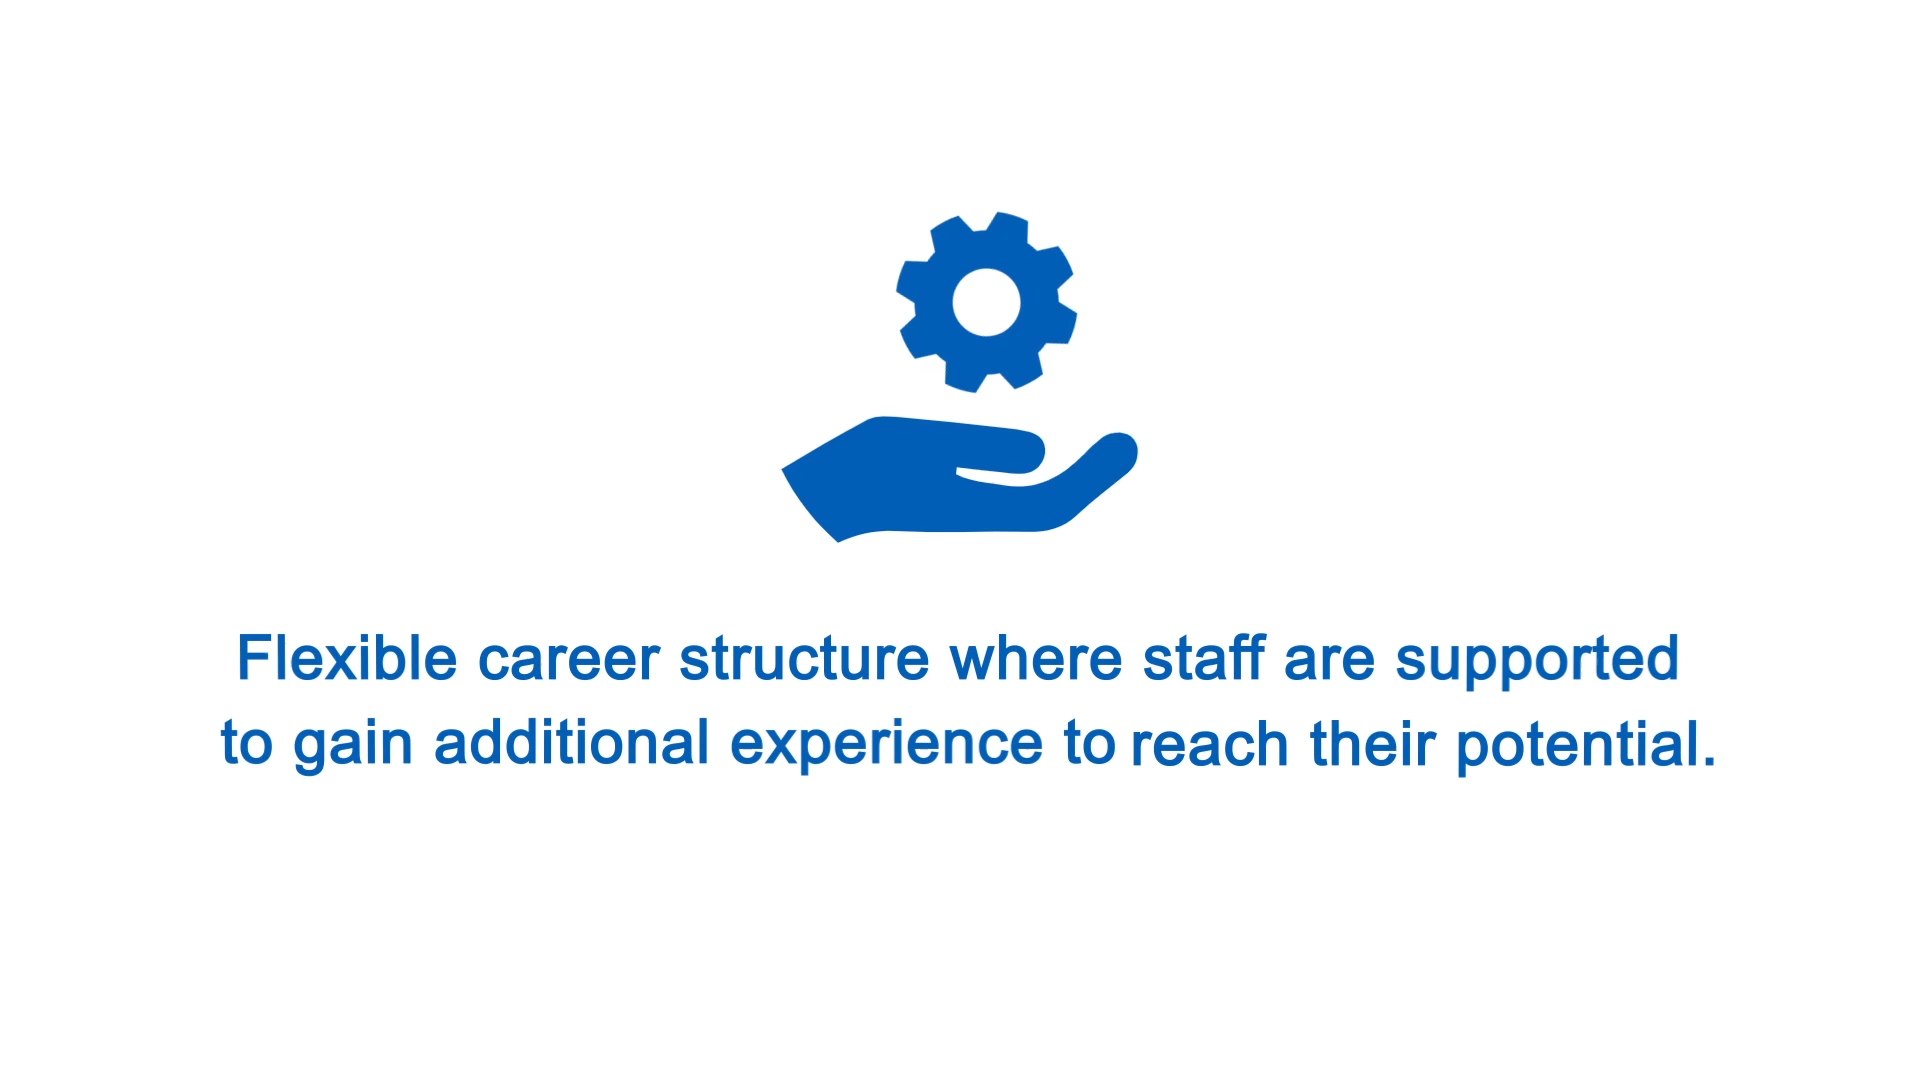 Flexible career structure where staff are supported
to gain additional experience to reach their potential.